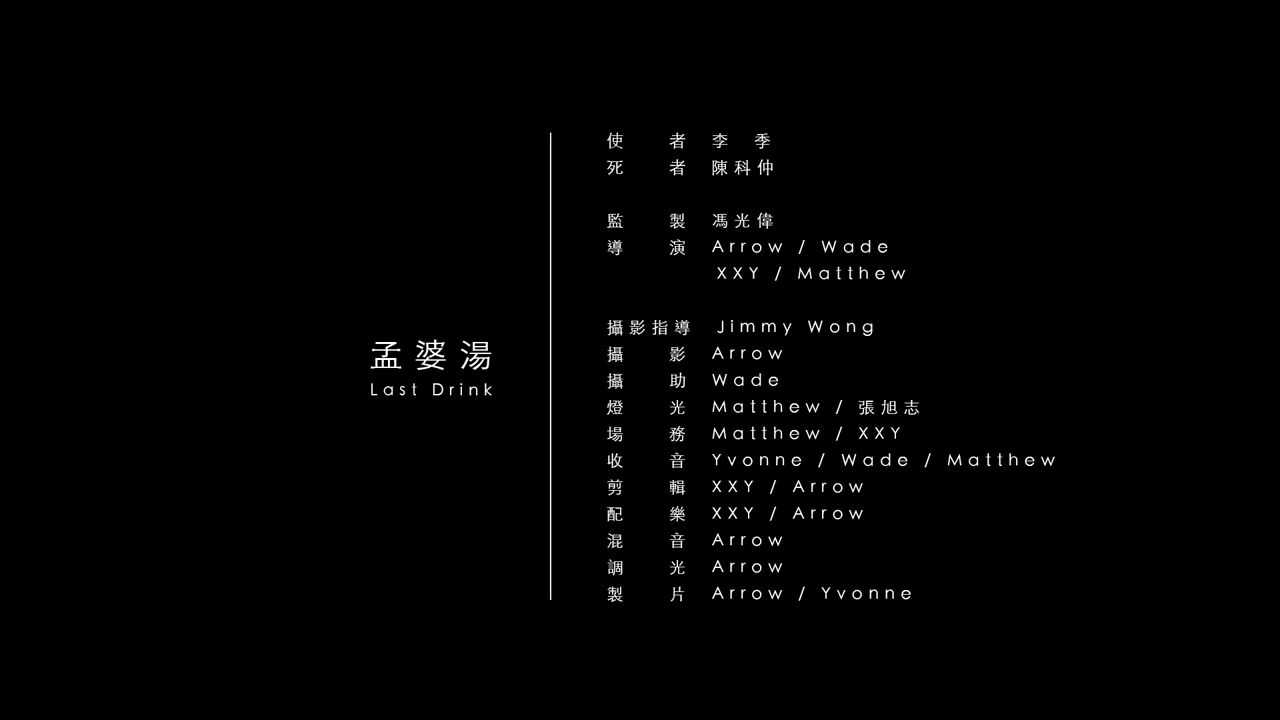 孟婆湯
Last Drink
使者 李季
死者 陳科仲
監製 馮光偉
導演 Arrow / Wade
XXY / Matthew
攝影指導 Jimmy Wong
攝影 Arrow
攝助 Wade
燈光 Matthew / 張旭志
場務 Matthew / XXY
收音 Yvonne / Wade / Matthew
剪輯 XXY / Arrow
配樂 XXY / Arrow
混音 Arrow
調光 Arrow
製片 Arrow / Yvonne